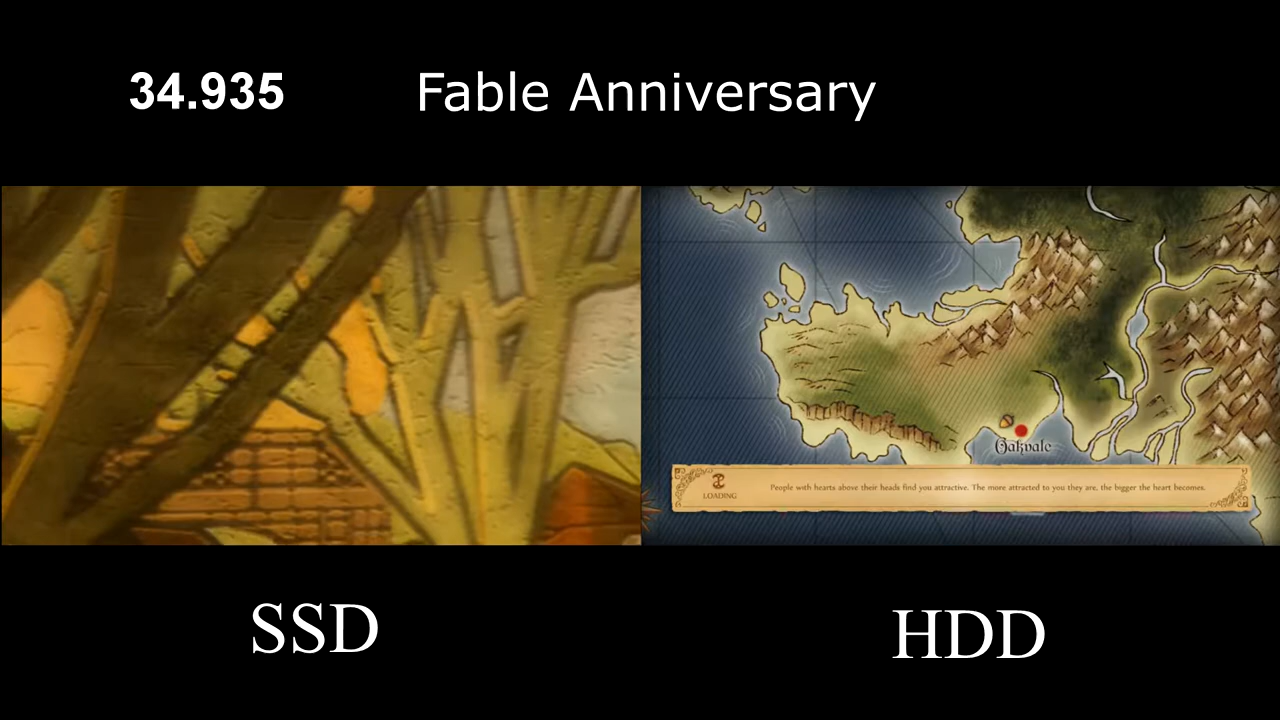 34.935 Fable Anniversary
Oakvale
LOADING
People with hearts above their heads find you attractive. The more attracted to you they are, the bigger the heart becomes.
SSD
HDD